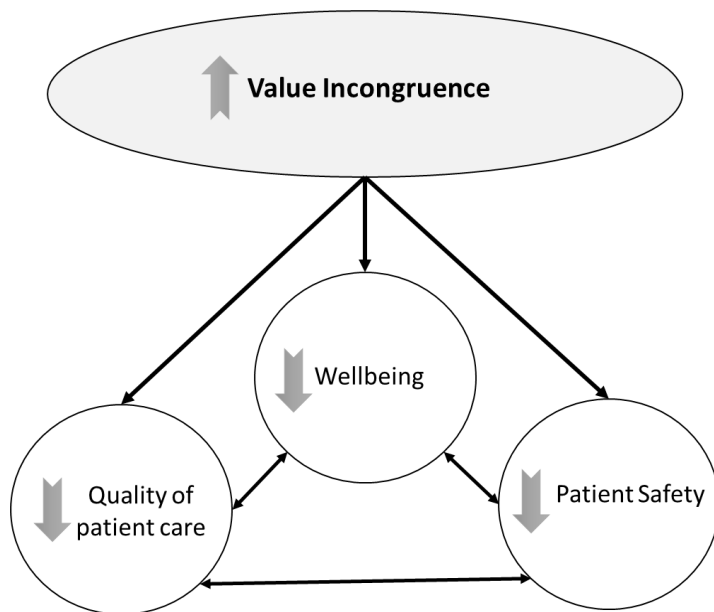 Value Incongruence
Wellbeing
Quality of
patient care
Patient Safety